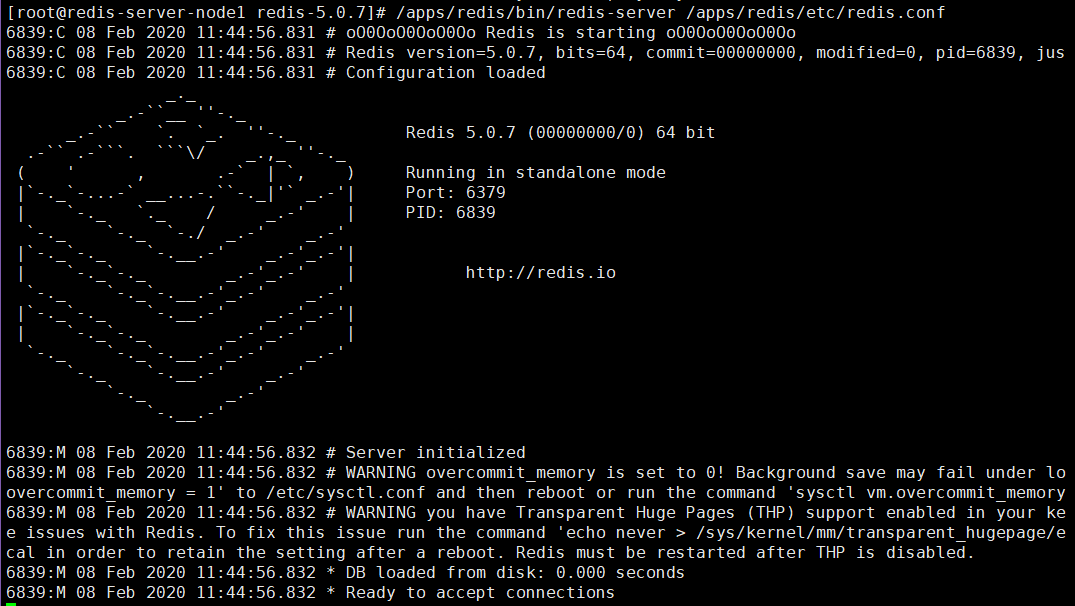 [root@redis-server-node1 redis-5.0.7]# /apps/redis/bin/redis-server /apps/redis/etc/redis.conf
6839:C 08 Feb 2020 11:44:56.831 # oO0OoO0OoO0Oo Redis is starting oO0OoO0OoO0Oo
6839:C 08 Feb 2020 11:44:56.831 # Redis version=5.0.7, bits=64, commit=00000000, modified=0, pid=6839, jus
6839:C 08 Feb 2020 11:44:56.831 # Configuration loaded
Redis 5.0.7 (00000000/0) 64 bit
Running in standalone mode
Port: 6379
PID: 6839
http://redis.io
6839:M 08 Feb 2020 11:44:56.832 # Server initialized
6839:M 08 Feb 2020 11:44:56.832 # WARNING overcommit_memory is set to 0! Background save may fail under lo
overcommit_memory = 1' to /etc/sysctl.conf and then reboot or run the command 'sysctl vm.overcommit_memory
6839:M 08 Feb 2020 11:44:56.832 # WARNING you have Transparent Huge Pages (THP) support enabled in your ke
e issues with Redis. To fix this issue run the command 'echo never > /sys/kernel/mm/transparent_hugepage/e
cal in order to retain the setting after a reboot. Redis must be restarted after THP is disabled.
6839:M 08 Feb 2020 11:44:56.832 * DB loaded from disk: 0.000 seconds
6839:M 08 Feb 2020 11:44:56.832 * Ready to accept connections